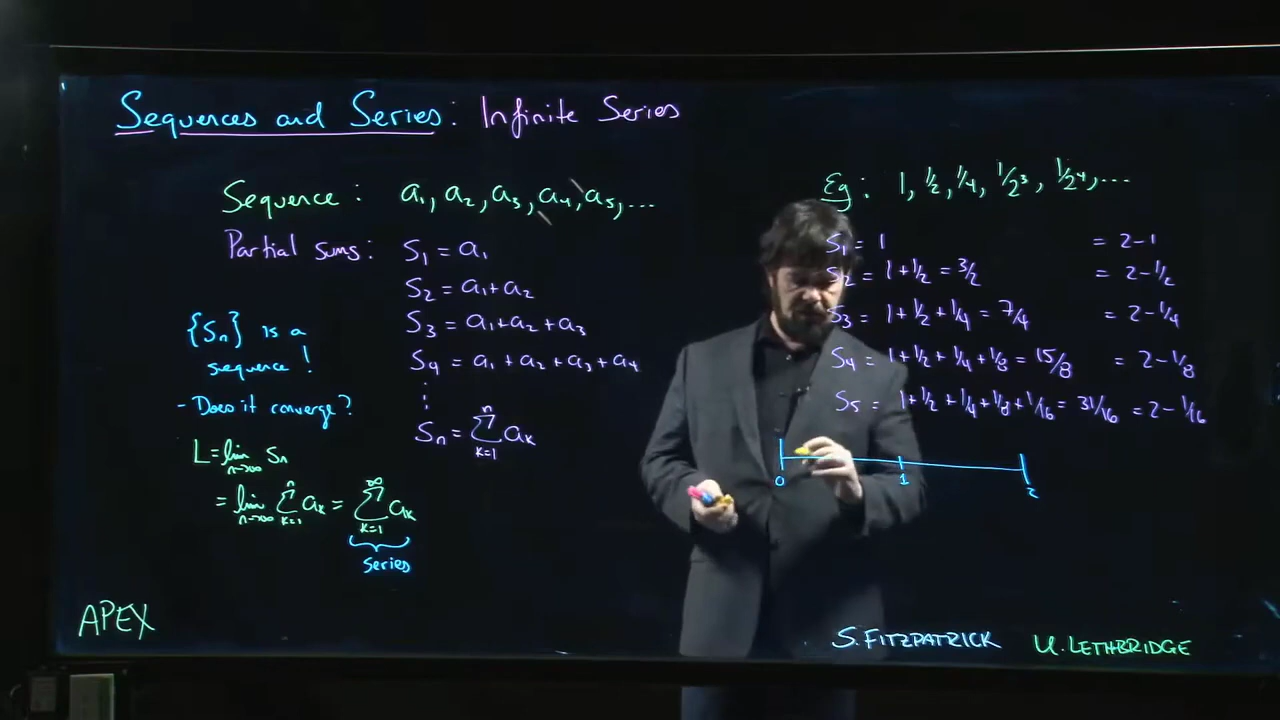 Sequences and Series: Infinite Series
Sequence: a₁, a₂, a₃, a₄, a₅, ...
Partial sums: S₁ = a₁
S₂ = a₁+a₂
S₃ = a₁+a₂+a₃
S₄ = a₁+a₂+a₃+a₄
⋮
Sₙ = ∑ₖ₌₁ⁿ aₖ
{Sₙ} is a
sequence!
- Does it converge?
L = lim n→∞ Sₙ
= lim n→∞ ∑ₖ₌₁ⁿ aₖ = ∑ₖ₌₁^∞ aₖ
series
APEX
Eg: 1, 1/2, 1/4, 1/2³, 1/2⁴, ...
S₁ = 1 = 2-1
S₂ = 1+1/2 = 3/2 = 2-1/2
S₃ = 1+1/2+1/4 = 7/4 = 2-1/4
S₄ = 1+1/2+1/4+1/8 = 15/8 = 2-1/8
S₅ = 1+1/2+1/4+1/8+1/16 = 31/16 = 2-1/16
0 1 2
S. FITZPATRICK U. LETHBRIDGE